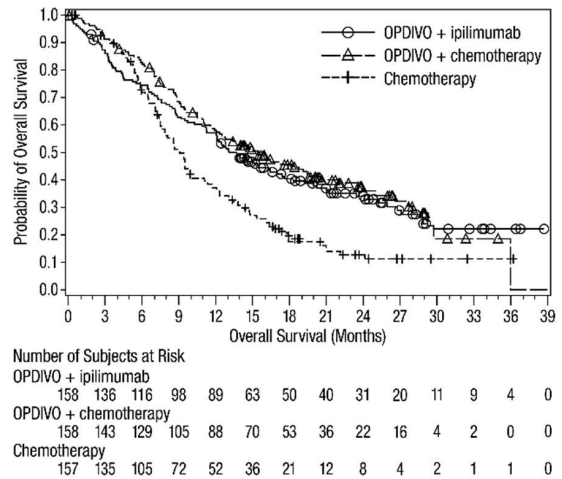 1.0
0.9
0.8
0.7
0.6
0.5
0.4
0.3
0.2
0.1
0.0
Probability of Overall Survival
OPDIVO + ipilimumab
OPDIVO + chemotherapy
Chemotherapy
0 3 6 9 12 15 18 21 24 27 30 33 36 39
Overall Survival (Months)
Number of Subjects at Risk
OPDIVO + ipilimumab
158 136 116 98 89 63 50 40 31 20 11 9 4 0
OPDIVO + chemotherapy
158 143 129 105 88 70 53 36 22 16 4 2 0 0
Chemotherapy
157 135 105 72 52 36 21 12 8 4 2 1 1 0